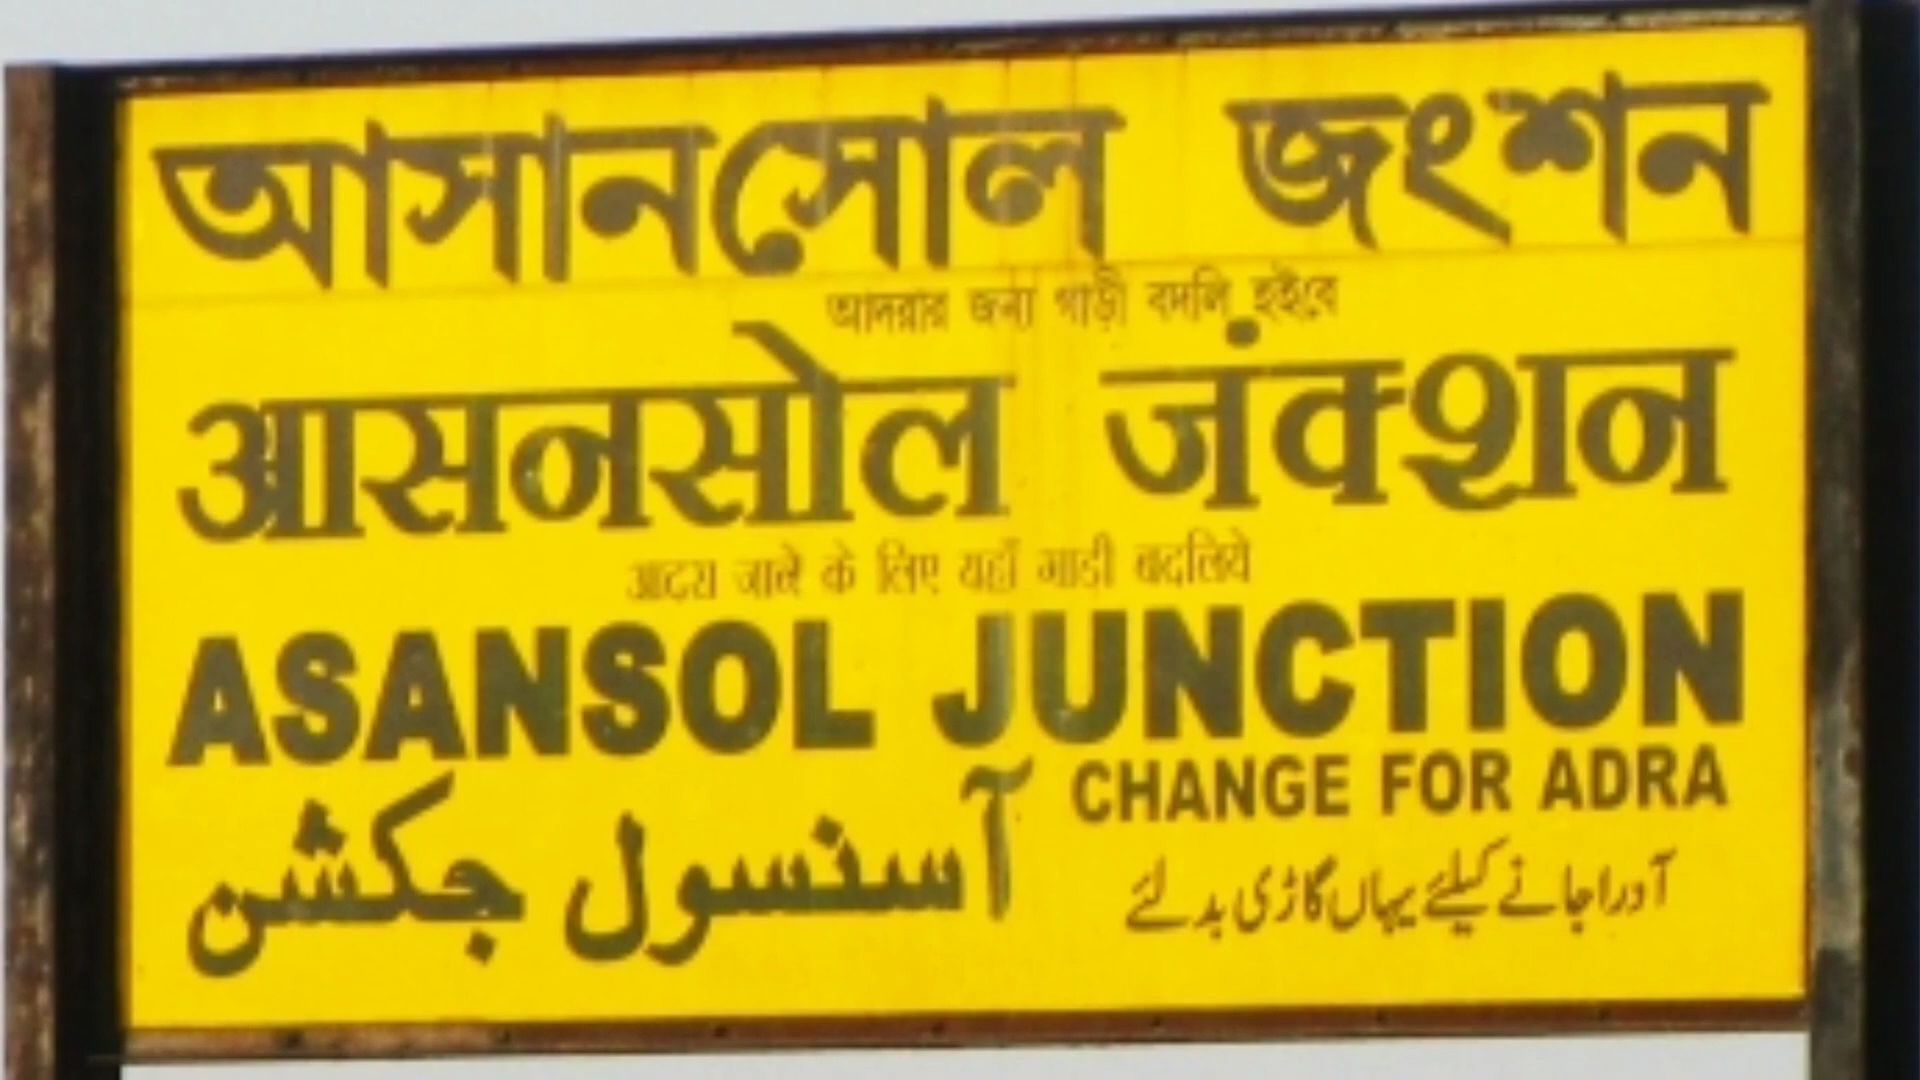 আসানসোল জংশন
আদরার জন্য গাড়ী বদলি হইবে
आसनसोल जंक्शन
आदरा जाने के लिए यहाँ गाड़ी बदलिये
ASANSOL JUNCTION
CHANGE FOR ADRA
آسنسول جکشن
آدرا جانے کیلئے یہاں گاڑی بدلئے